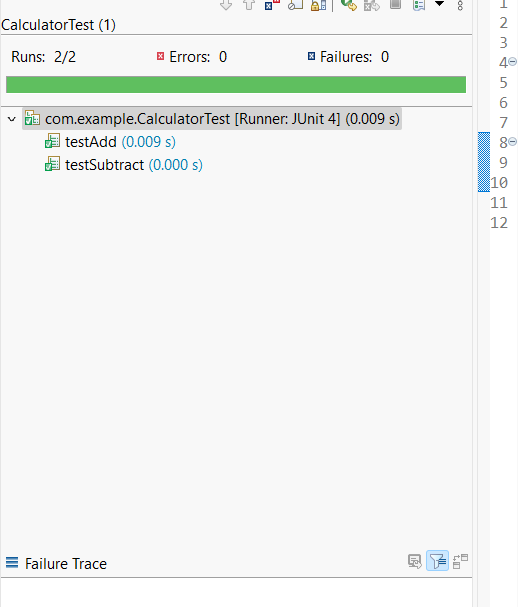 CalculatorTest (1)
Runs: 2/2 Errors: 0 Failures: 0
com.example.CalculatorTest [Runner: JUnit 4] (0.009 s)
testAdd (0.009 s)
testSubtract (0.000 s)
Failure Trace
1
2
3
4
5
6
7
8
9
10
11
12